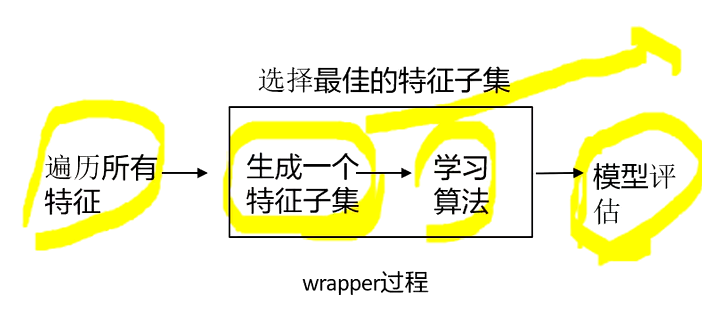 选择最佳的特征子集
遍历所有
特征
生成一个
特征子集
学习
算法
模型评
估
wrapper过程